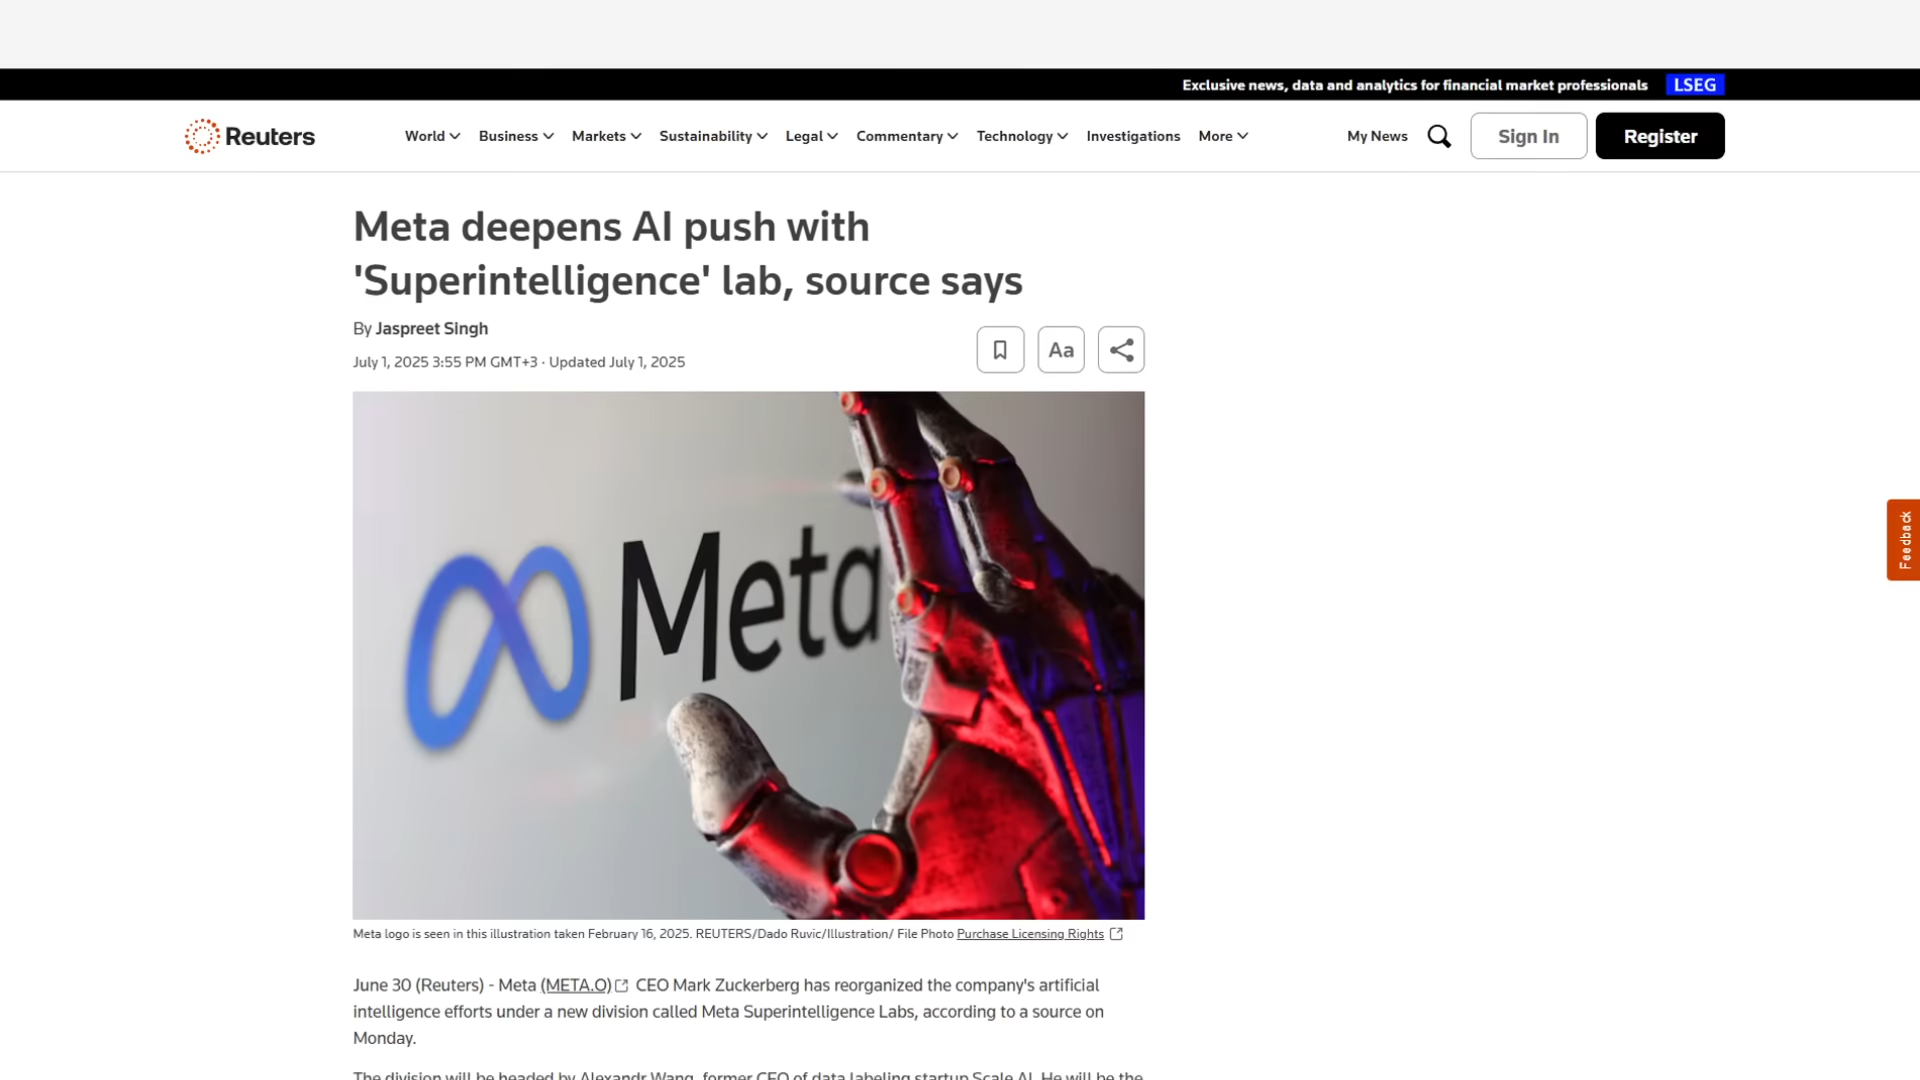 Exclusive news, data and analytics for financial market professionals LSEG
Reuters World Business Markets Sustainability Legal Commentary Technology Investigations More My News Sign In Register
Meta deepens AI push with
'Superintelligence' lab, source says
By Jaspreet Singh
July 1, 2025 3:55 PM GMT+3 · Updated July 1, 2025
Aa
Meta
Feedback
Meta logo is seen in this illustration taken February 16, 2025. REUTERS/Dado Ruvic/Illustration/ File Photo Purchase Licensing Rights
June 30 (Reuters) - Meta (META.O) CEO Mark Zuckerberg has reorganized the company's artificial
intelligence efforts under a new division called Meta Superintelligence Labs, according to a source on
Monday.
The division will be headed by Alexandr Wang, former CEO of data labeling startup Scale AI. He will be the